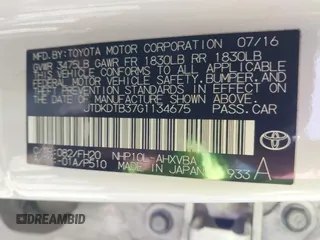 MFD. BY:TOYOTA MOTOR CORPORATION 07/16
GVWR 3475LB GAWR FR 1830LB RR 1830LB
THIS VEHICLE CONFORMS TO ALL APPLICABLE
FEDERAL MOTOR VEHICLE SAFETY, BUMPER, AND
THEFT PREVENTION STANDARDS IN EFFECT ON
THE DATE OF MANUFACTURE SHOWN ABOVE.
JTDKDTB37G1134675 PASS.CAR
C/TR:082/FH20 NHP10L-AHXVBA
A/TM:-01A/P510 MADE IN JAPAN 933 A
TOYOTA
BIDCARS